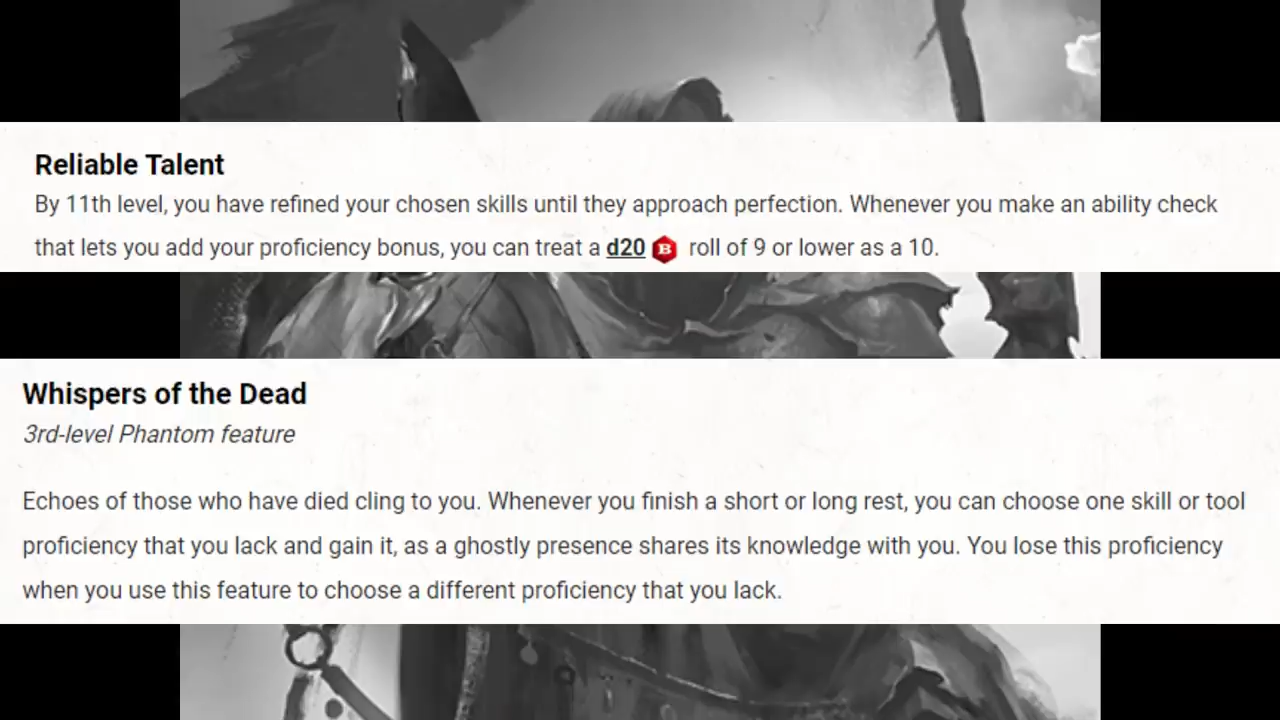 Reliable Talent
By 11th level, you have refined your chosen skills until they approach perfection. Whenever you make an ability check
that lets you add your proficiency bonus, you can treat a d20 B roll of 9 or lower as a 10.
Whispers of the Dead
3rd-level Phantom feature
Echoes of those who have died cling to you. Whenever you finish a short or long rest, you can choose one skill or tool
proficiency that you lack and gain it, as a ghostly presence shares its knowledge with you. You lose this proficiency
when you use this feature to choose a different proficiency that you lack.